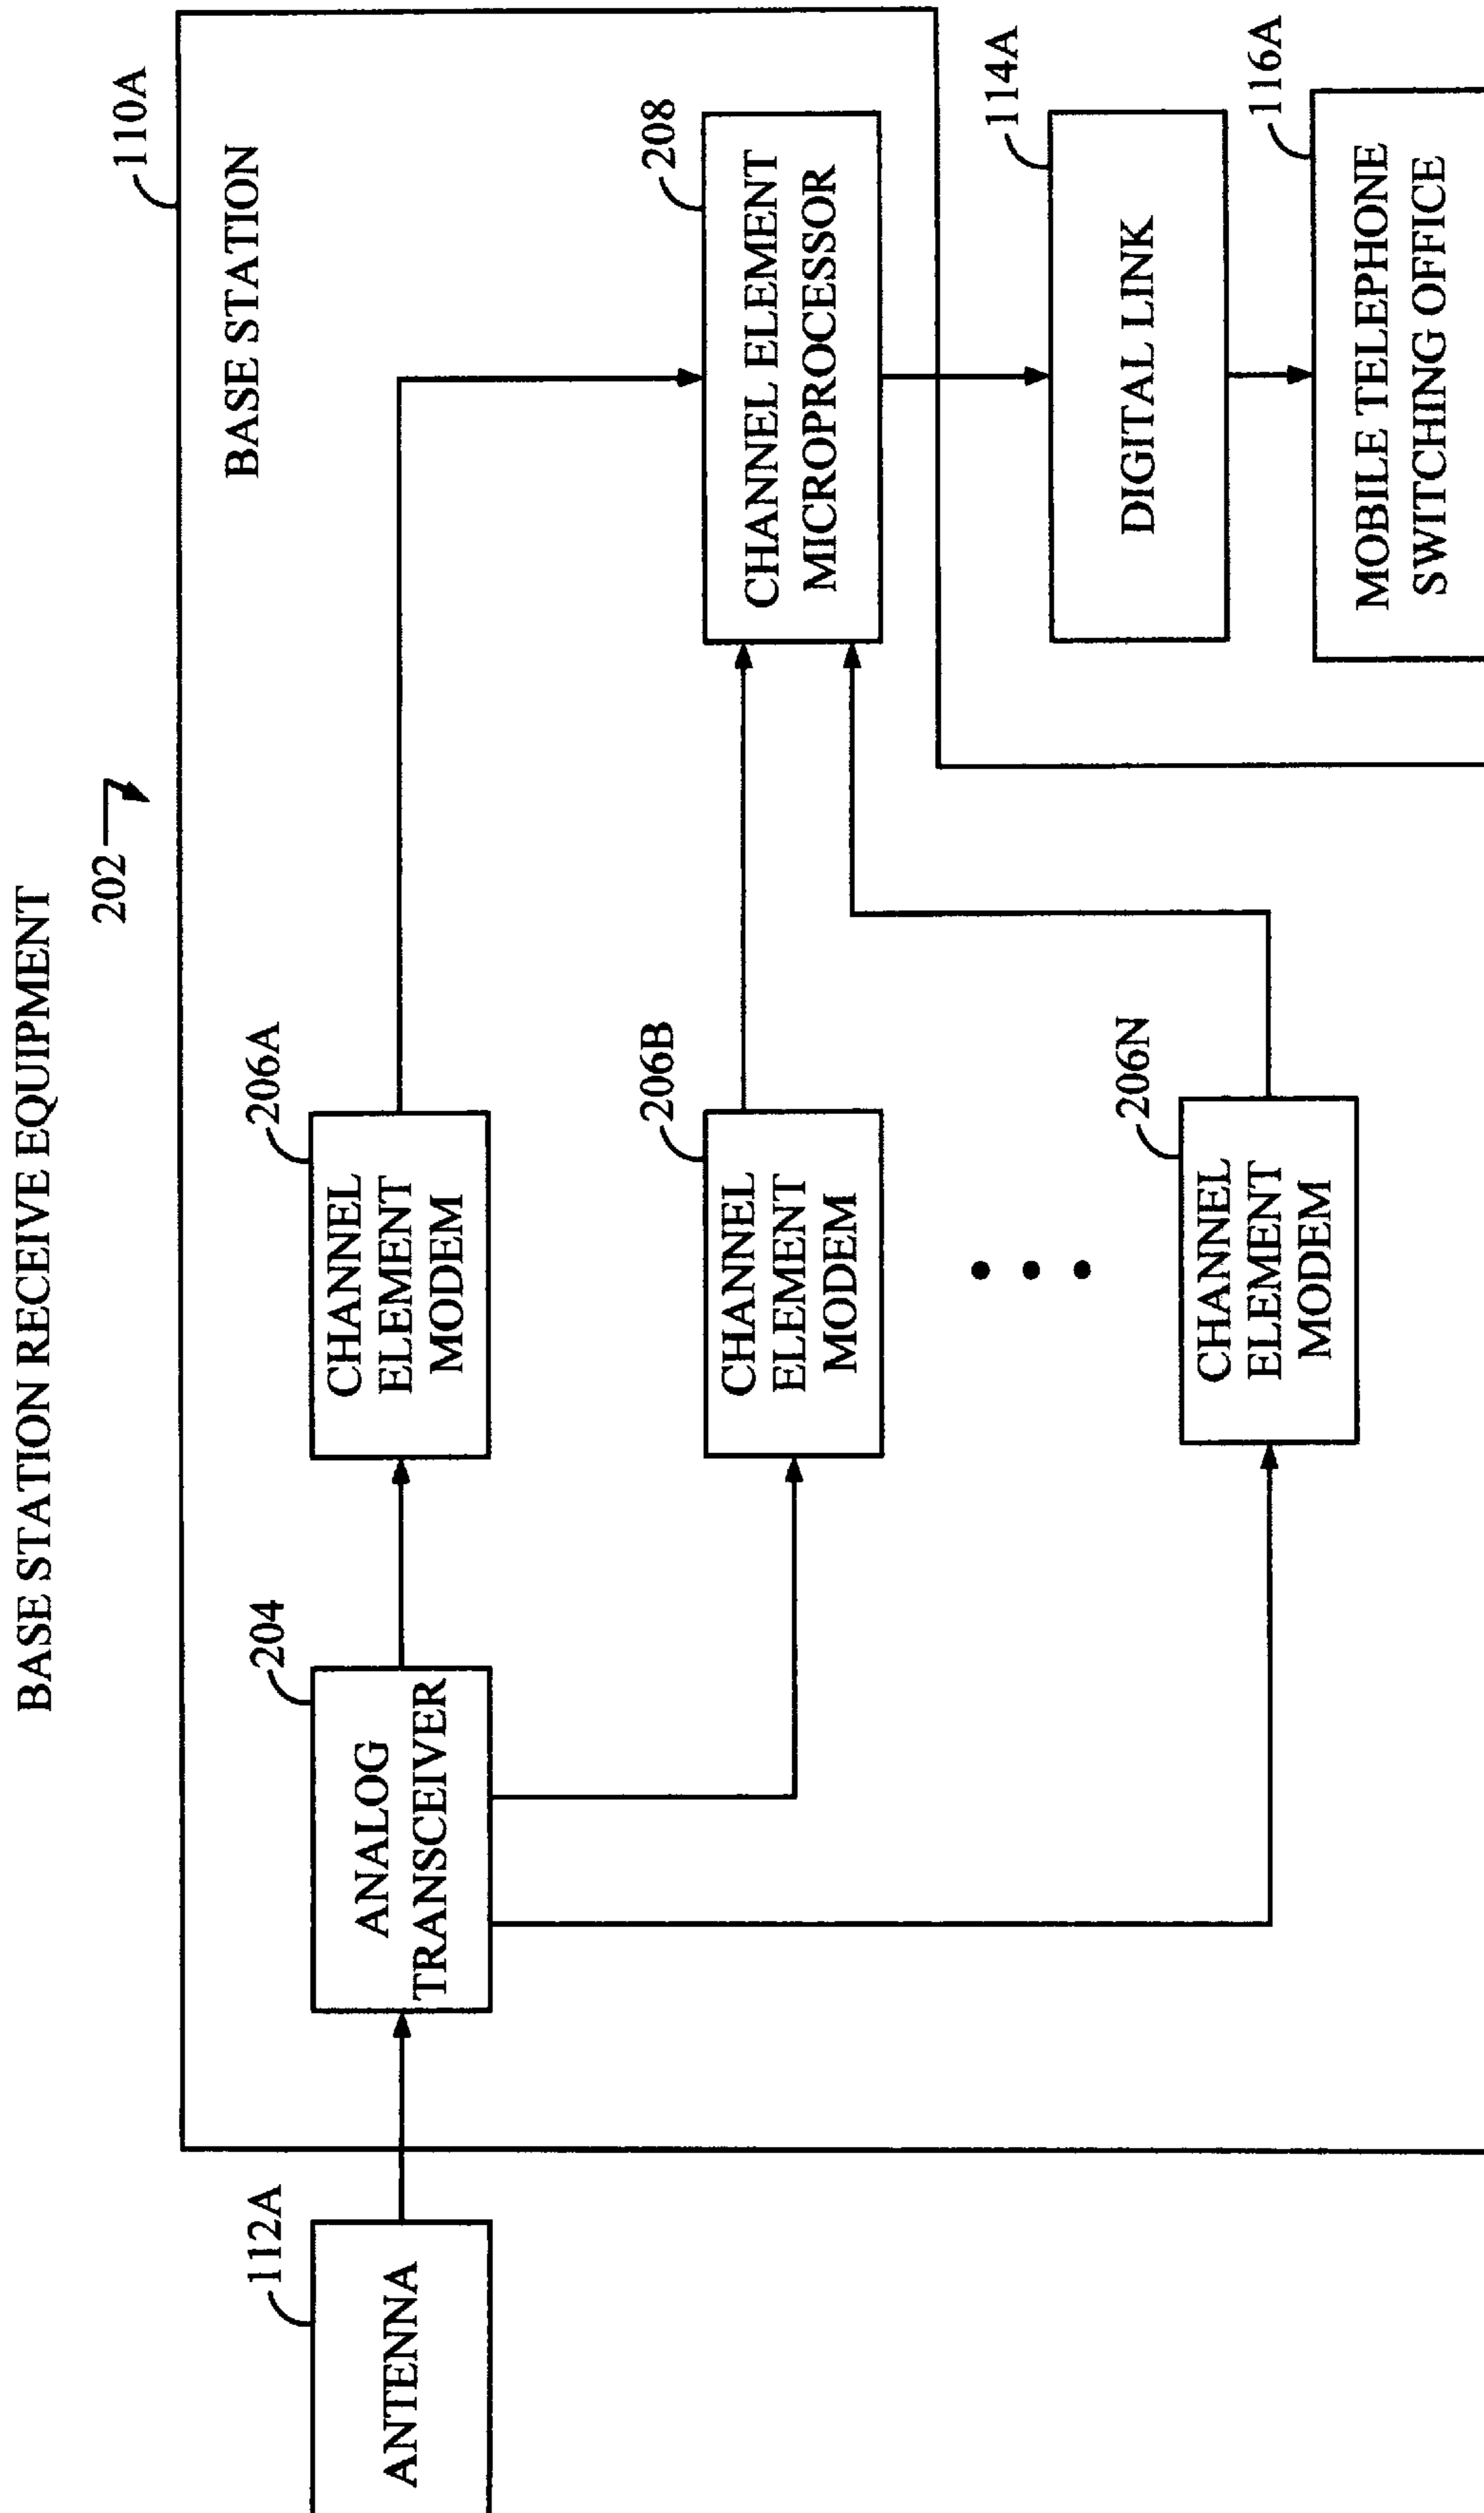 BASE STATION RECEIVE EQUIPMENT
202
110A
BASE STATION
112A
ANTENNA
204
ANALOG
TRANSCEIVER
206A
CHANNEL
ELEMENT
MODEM
206B
CHANNEL
ELEMENT
MODEM
206N
CHANNEL
ELEMENT
MODEM
208
CHANNEL ELEMENT
MICROPROCESSOR
114A
DIGITAL LINK
116A
MOBILE TELEPHONE
SWITCHING OFFICE